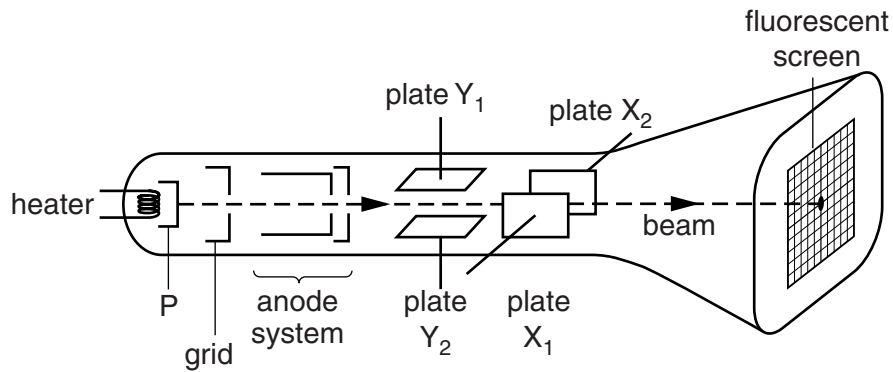 fluorescent
screen
plate Y₁
plate X₂
heater
beam
P
grid
anode
system
plate
Y₂
plate
X₁